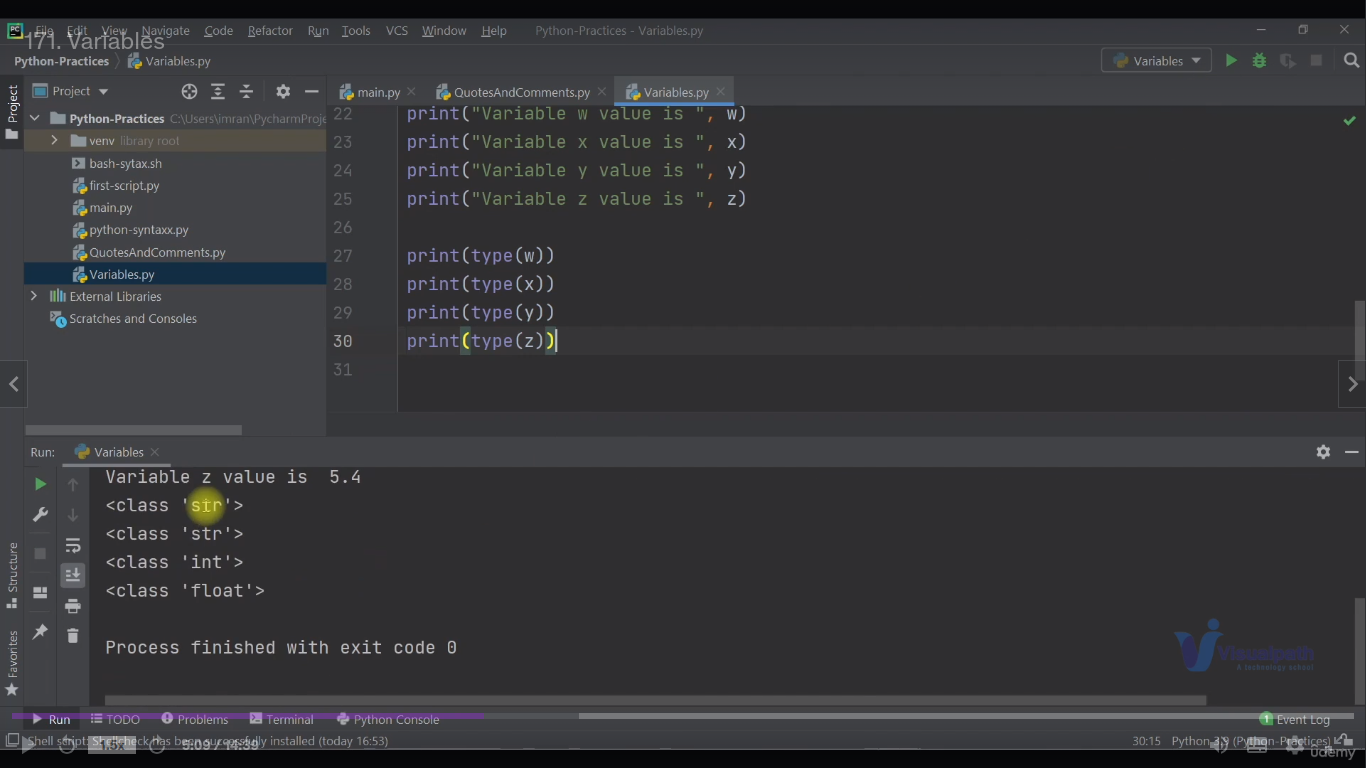 File Edit View Navigate Code Refactor Run Tools VCS Window Help Python-Practices - Variables.py
171. Variables
Python-Practices Variables.py Variables
Project main.py QuotesAndComments.py Variables.py
Project
Python-Practices C:\Users\imran\PycharmProje
venv library root
bash-sytax.sh
first-script.py
main.py
python-syntaxx.py
QuotesAndComments.py
Variables.py
External Libraries
Scratches and Consoles
22 print("Variable w value is ", w)
23 print("Variable x value is ", x)
24 print("Variable y value is ", y)
25 print("Variable z value is ", z)
26
27 print(type(w))
28 print(type(x))
29 print(type(y))
30 print(type(z))
31
Run: Variables
Variable z value is  5.4
<class 'str'>
<class 'str'>
<class 'int'>
<class 'float'>
Process finished with exit code 0
Structure
Favorites
Visualpath
A technology school
Run TODO Problems Terminal Python Console 1 Event Log
Shell script: Shellcheck has been successfully installed (today 16:53) 30:15 Python 3.9 (Python-Practices)
1.5x 5:09 / 14:39
udemy